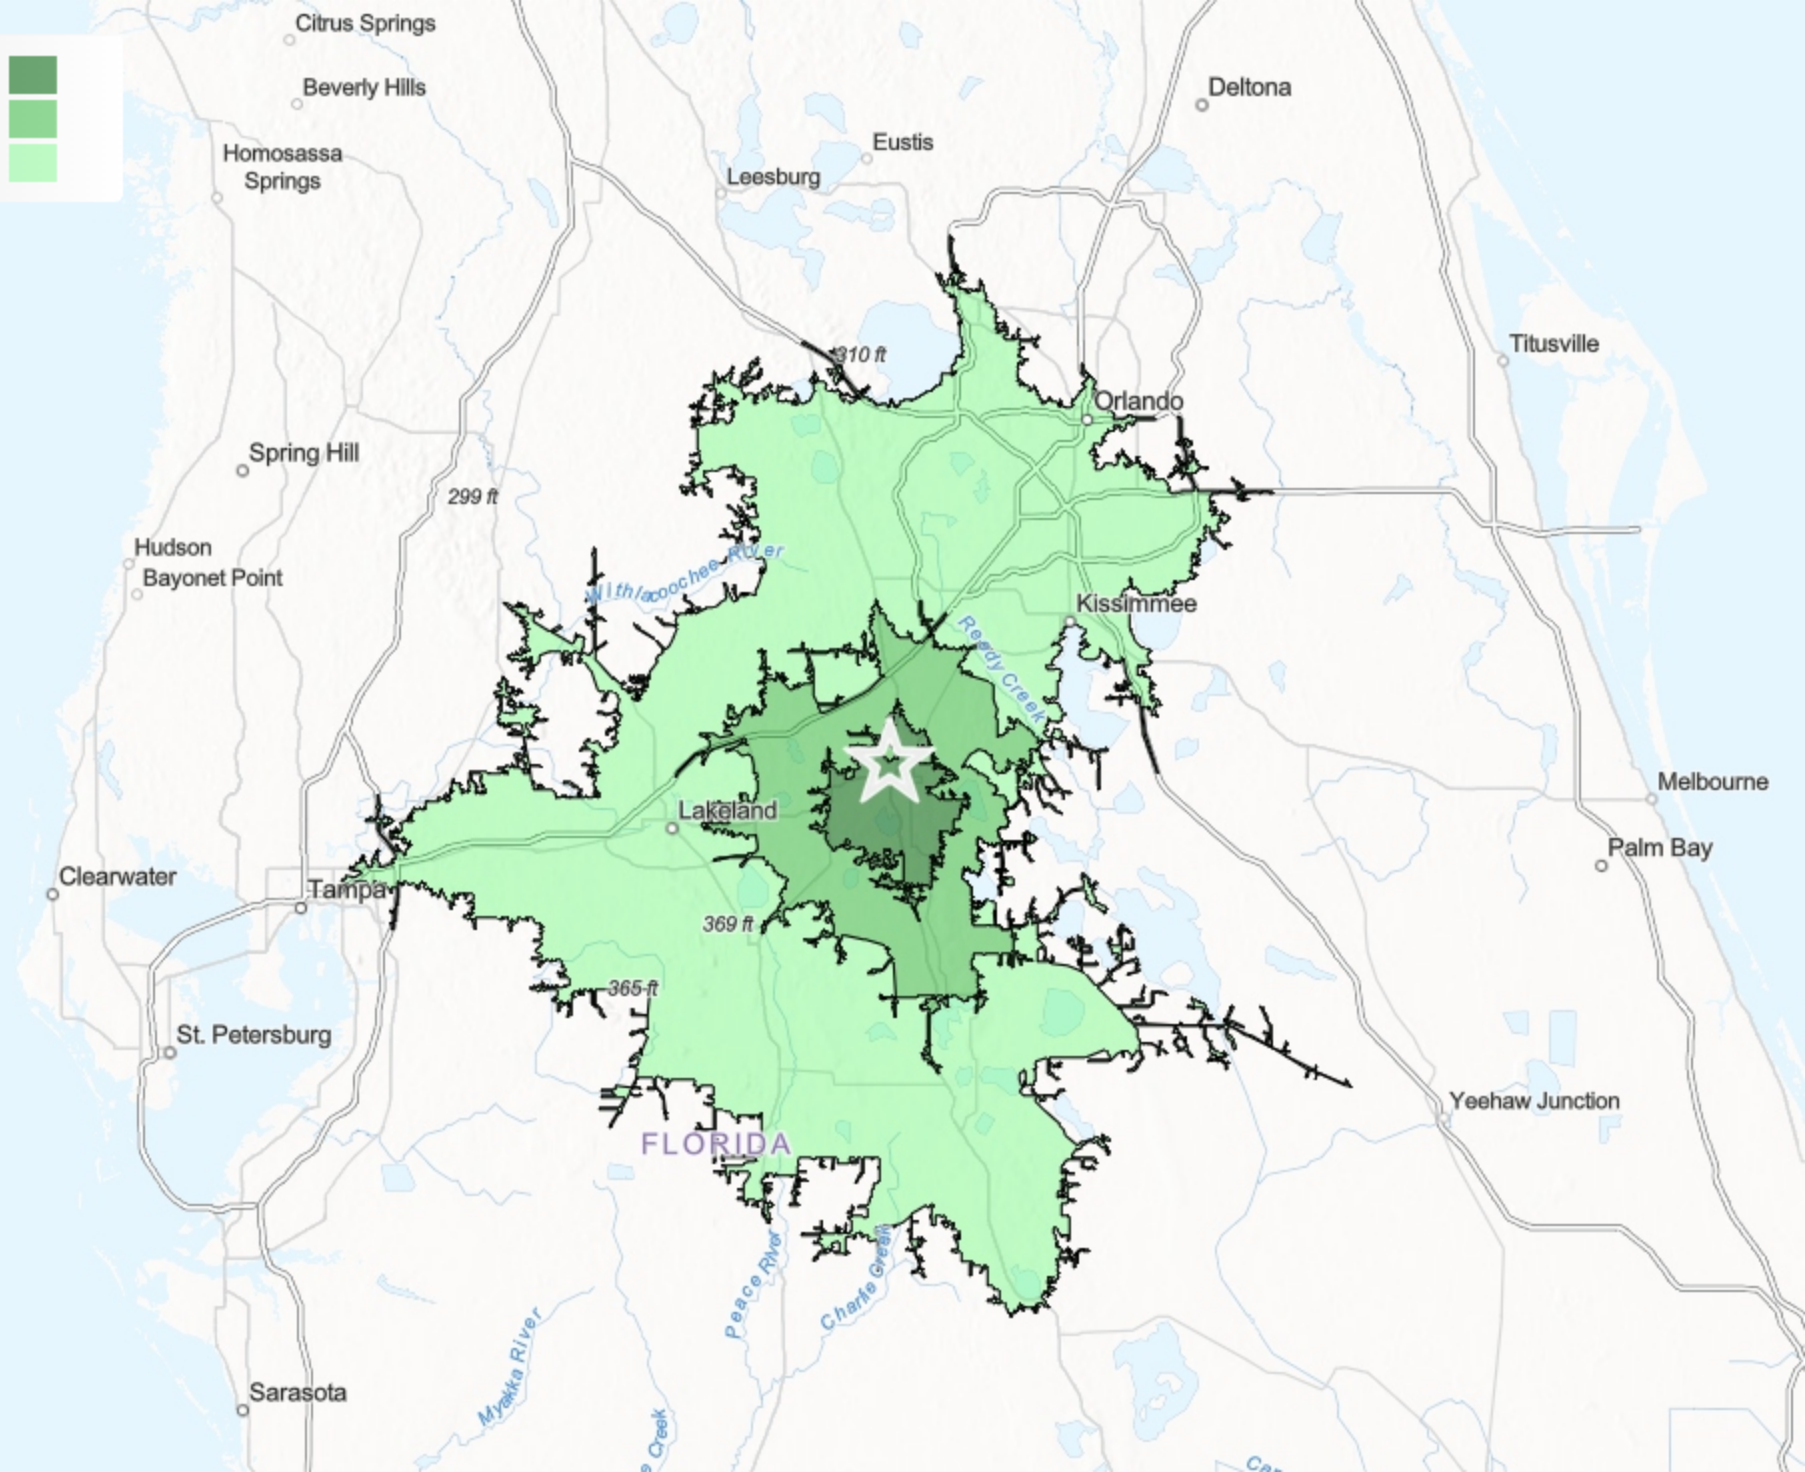 Citrus Springs
Beverly Hills
Deltona
Eustis
Homosassa
Springs
Leesburg
Titusville
310 ft
Orlando
Spring Hill
299 ft
Hudson
Bayonet Point
Withlacoochee River
Kissimmee
Reedy Creek
Melbourne
Lakeland
Palm Bay
Clearwater
Tampa
369 ft
365 ft
St. Petersburg
Yeehaw Junction
FLORIDA
Peace River
Charlie Creek
Myakka River
Sarasota
e Creek
Car